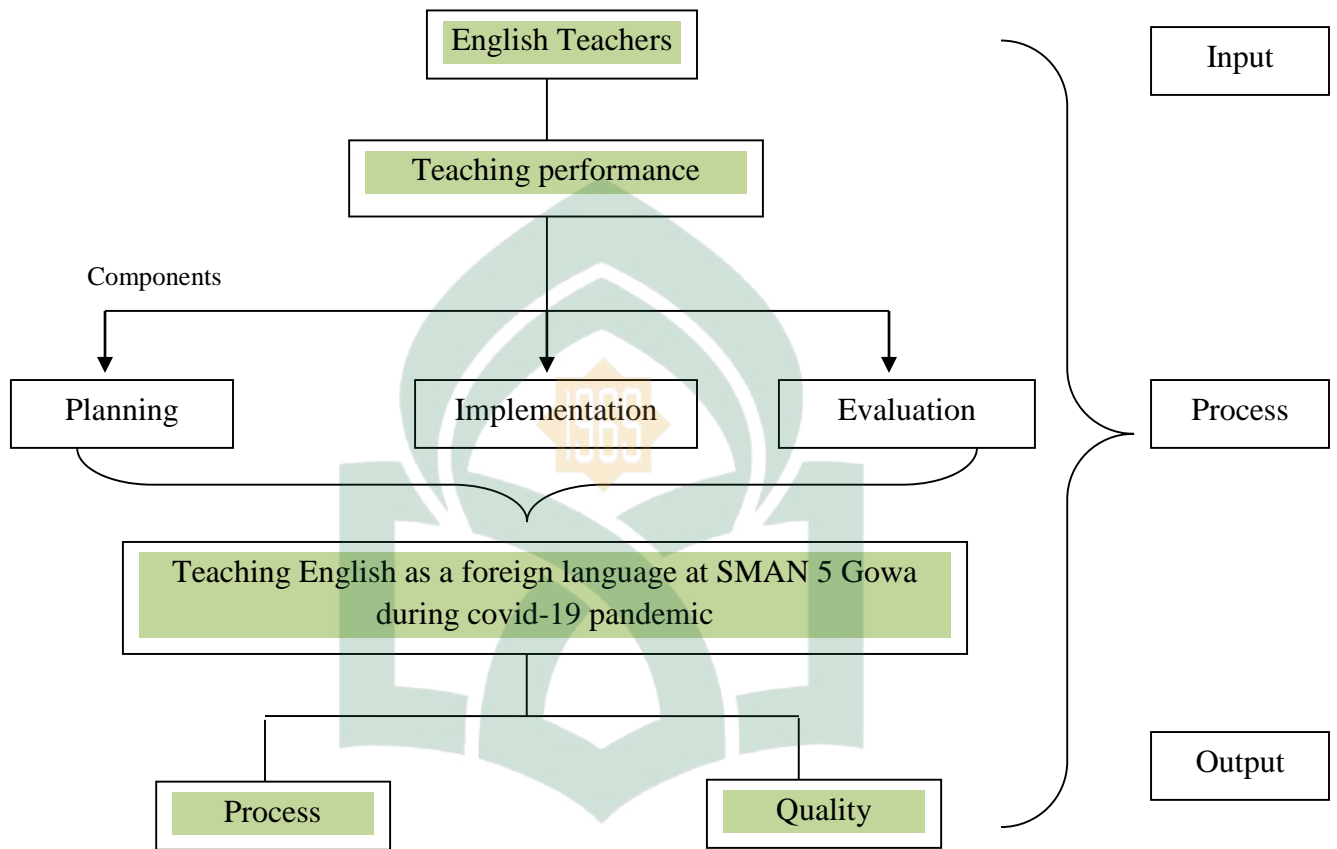 English Teachers
Input
Teaching performance
Components
Planning
Implementation
Evaluation
Process
1965
Teaching English as a foreign language at SMAN 5 Gowa
during covid-19 pandemic
Output
Process
Quality